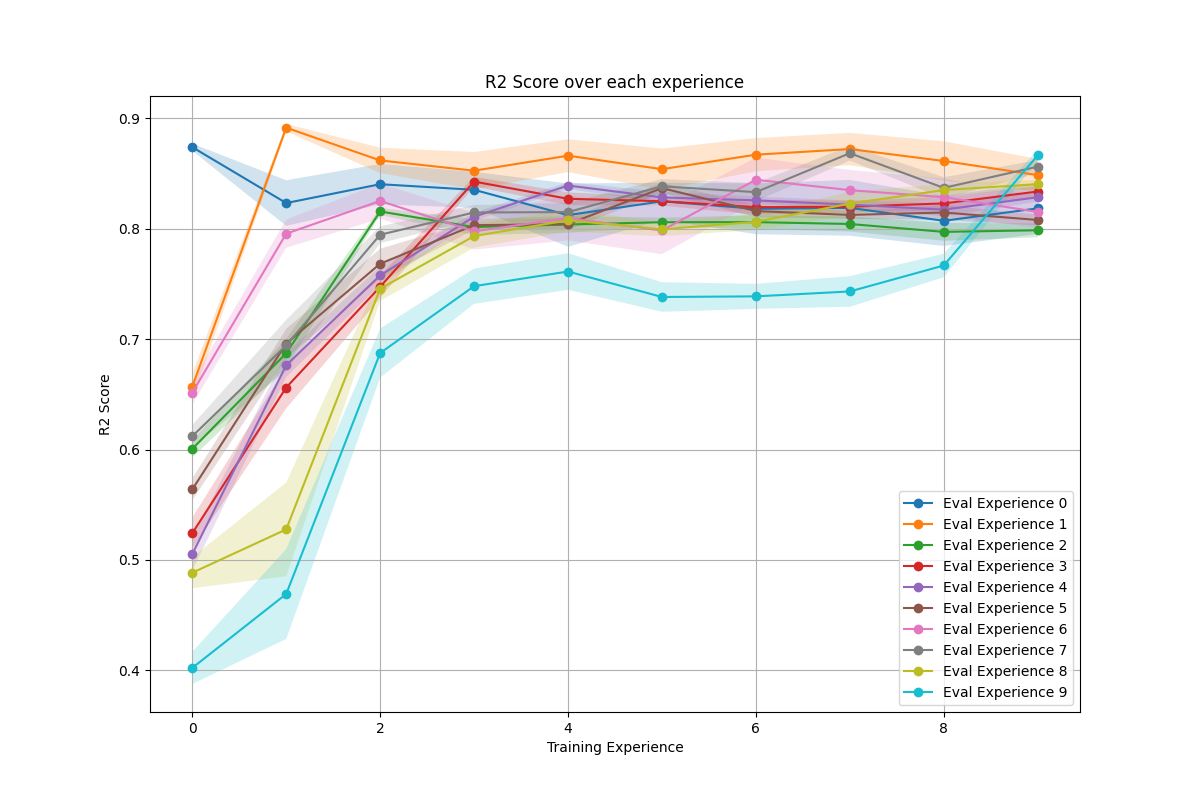 R2 Score over each experience
0.9
0.8
0.7
0.6
0.5
0.4
R2 Score
0 2 4 6 8
Training Experience
Eval Experience 0
Eval Experience 1
Eval Experience 2
Eval Experience 3
Eval Experience 4
Eval Experience 5
Eval Experience 6
Eval Experience 7
Eval Experience 8
Eval Experience 9